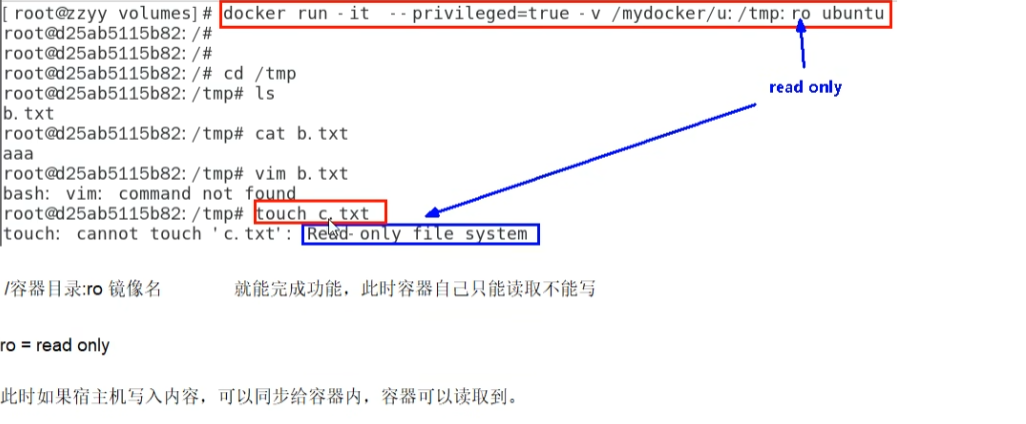 [root@zzyy volumes]# docker run -it --privileged=true -v /mydocker/u:/tmp:ro ubuntu
root@d25ab5115b82:/#
root@d25ab5115b82:/#
root@d25ab5115b82:/# cd /tmp
read only
root@d25ab5115b82:/tmp# ls
b.txt
root@d25ab5115b82:/tmp# cat b.txt
aaa
root@d25ab5115b82:/tmp# vim b.txt
bash: vim: command not found
root@d25ab5115b82:/tmp# touch c.txt
touch: cannot touch 'c.txt': Read-only file system
/容器目录:ro 镜像名 就能完成功能，此时容器自己只能读取不能写
ro = read only
此时如果宿主机写入内容，可以同步给容器内，容器可以读取到。